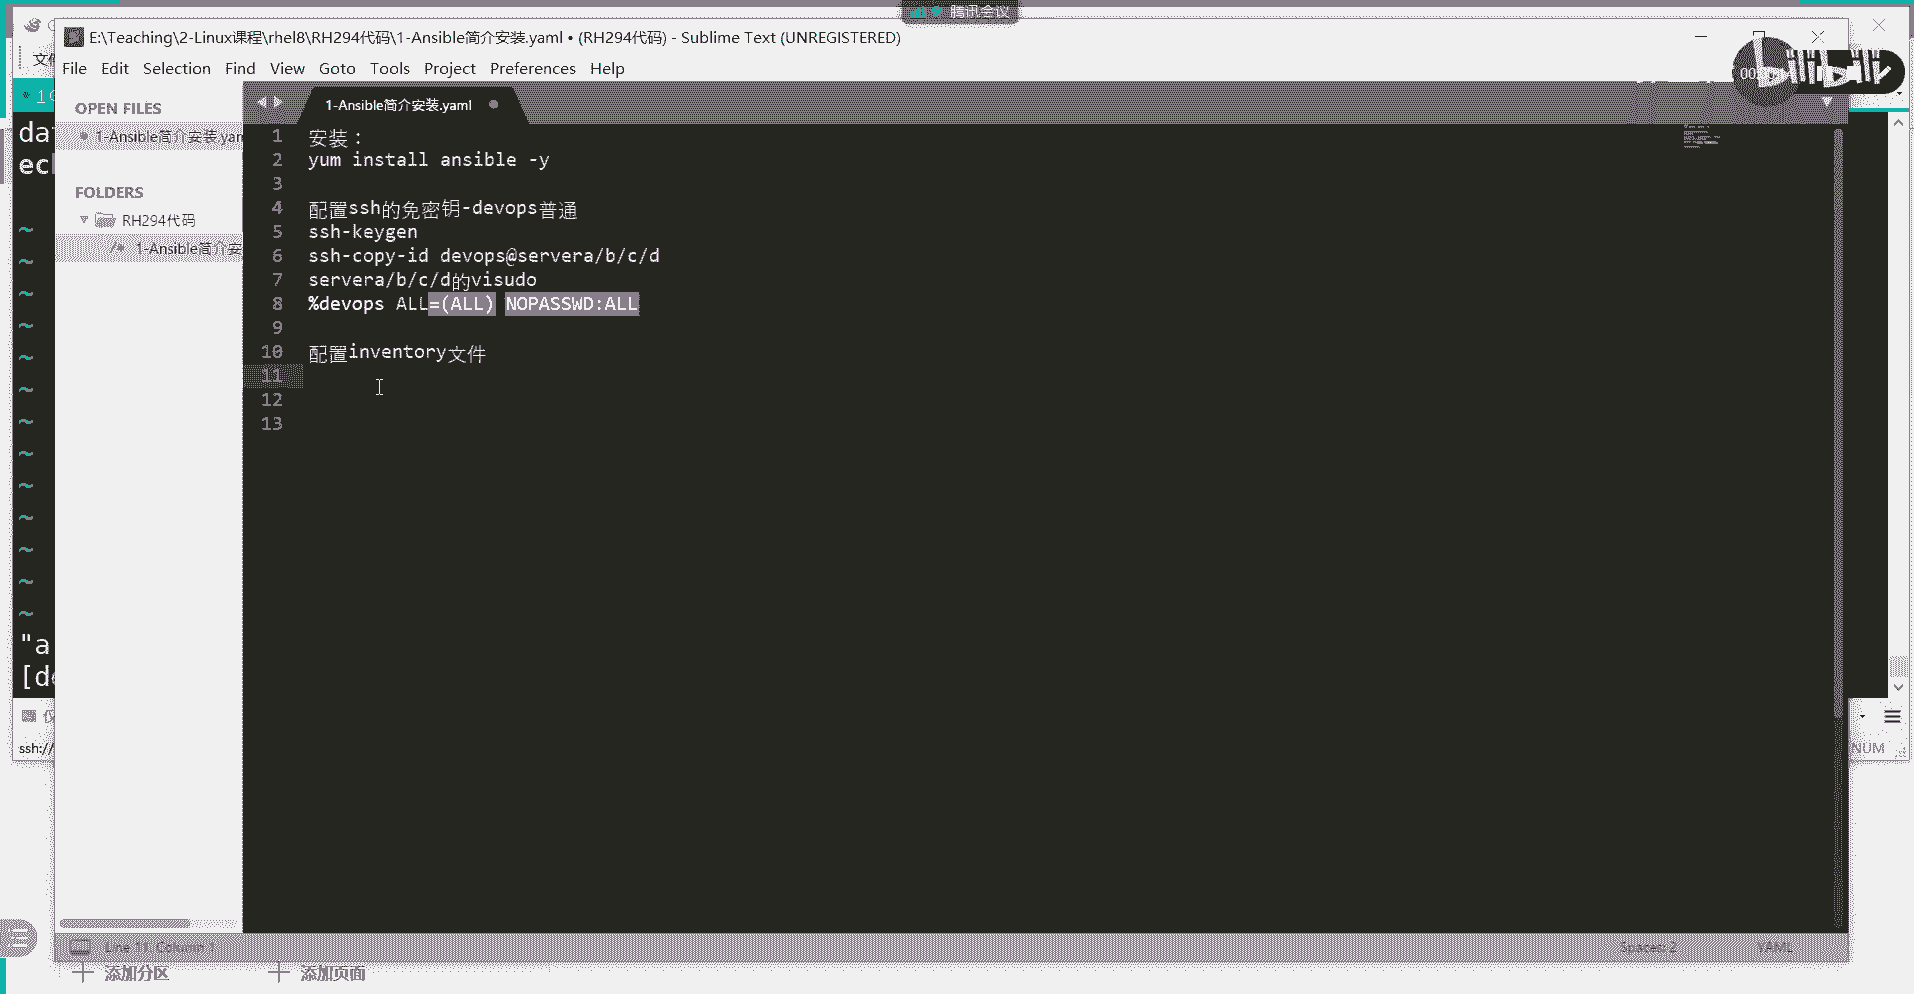 腾讯会议
E:\Teaching\2-Linux课程\rhel8\RH294代码\1-Ansible简介安装.yaml • (RH294代码) - Sublime Text (UNREGISTERED)
File Edit Selection Find View Goto Tools Project Preferences Help
bilibili
OPEN FILES
1-Ansible简介安装.yam
FOLDERS
RH294代码
1-Ansible简介安
1-Ansible简介安装.yaml
1 安装：
2 yum install ansible -y
3
4 配置ssh的免密钥-devops普通
5 ssh-keygen
6 ssh-copy-id devops@servera/b/c/d
7 servera/b/c/d的visudo
8 %devops ALL=(ALL) NOPASSWD:ALL
9
10 配置inventory文件
11
12
13
da
ec
~
~
~
~
~
~
~
~
~
~
~
~
~
"a
[de
ssh://
NUM
Line 11, Column 1
Spaces: 2
YAML
添加分区
添加页面